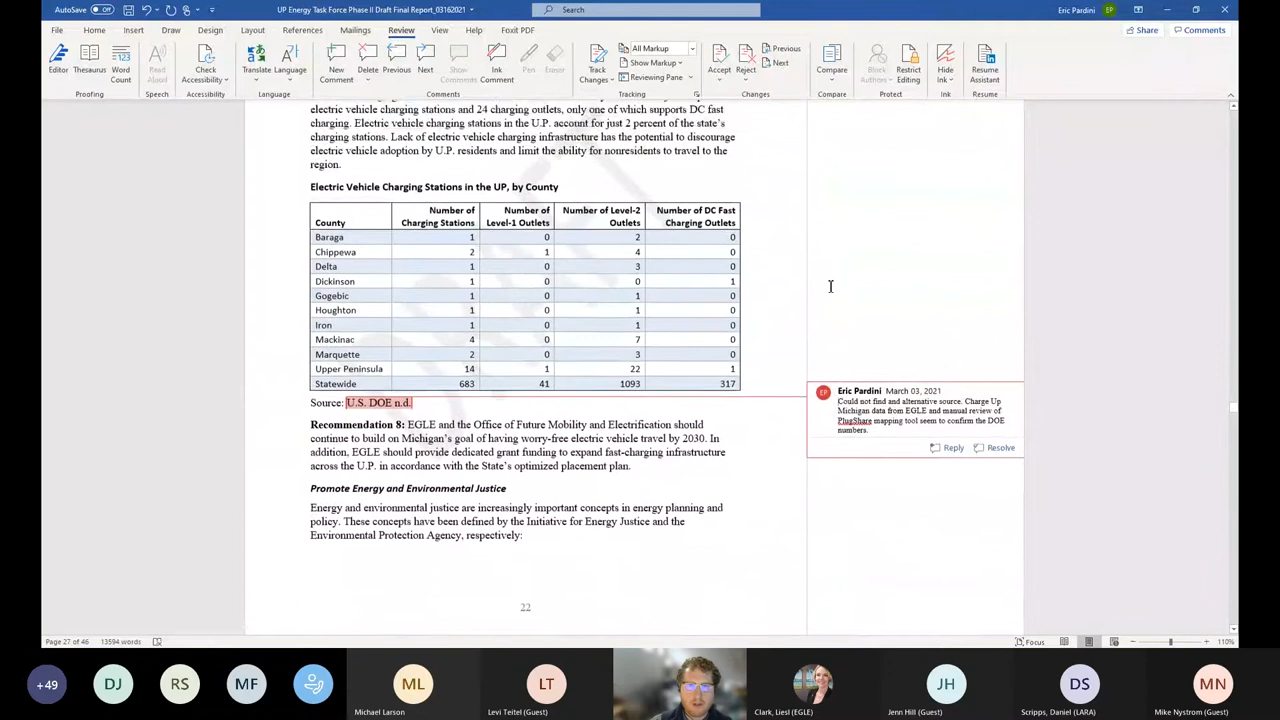 AutoSave Off UP Energy Task Force Phase II Draft Final Report_03162021 Search Eric Pardini EP
File Home Insert Draw Design Layout References Mailings Review View Help Foxit PDF Share Comments
Editor Thesaurus Word Count Read Aloud Check Accessibility Translate Language New Comment Delete Previous Next Show Comments Ink Comment Pen Eraser Track Changes All Markup Show Markup Reviewing Pane Accept Reject Previous Next Compare Block Authors Restrict Editing Hide Ink Resume Assistant
Proofing Speech Accessibility Language Comments Tracking Changes Compare Protect Ink Resume
electric vehicle charging stations and 24 charging outlets, only one of which supports DC fast
charging. Electric vehicle charging stations in the U.P. account for just 2 percent of the state's
charging stations. Lack of electric vehicle charging infrastructure has the potential to discourage
electric vehicle adoption by U.P. residents and limit the ability for nonresidents to travel to the
region.
Electric Vehicle Charging Stations in the UP, by County
County Number of Charging Stations Number of Level-1 Outlets Number of Level-2 Outlets Number of DC Fast Charging Outlets
Baraga 1 0 2 0
Chippewa 2 1 4 0
Delta 1 0 3 0
Dickinson 1 0 0 1
Gogebic 1 0 1 0
Houghton 1 0 1 0
Iron 1 0 1 0
Mackinac 4 0 7 0
Marquette 2 0 3 0
Upper Peninsula 14 1 22 1
Statewide 683 41 1093 317
Source: U.S. DOE n.d.
Eric Pardini March 03, 2021
Could not find and alternative source. Charge Up
Michigan data from EGLE and manual review of
PlugShare mapping tool seem to confirm the DOE
numbers.
Reply Resolve
Recommendation 8: EGLE and the Office of Future Mobility and Electrification should
continue to build on Michigan's goal of having worry-free electric vehicle travel by 2030. In
addition, EGLE should provide dedicated grant funding to expand fast-charging infrastructure
across the U.P. in accordance with the State's optimized placement plan.
Promote Energy and Environmental Justice
Energy and environmental justice are increasingly important concepts in energy planning and
policy. These concepts have been defined by the Initiative for Energy Justice and the
Environmental Protection Agency, respectively:
22
DRAFT
Page 27 of 46 13594 words Focus 110%
+49 DJ RS MF ML LT JH DS MN
Michael Larson Levi Teitel (Guest) Clark, Liesl (EGLE) Jenn Hill (Guest) Scripps, Daniel (LARA) Mike Nystrom (Guest)